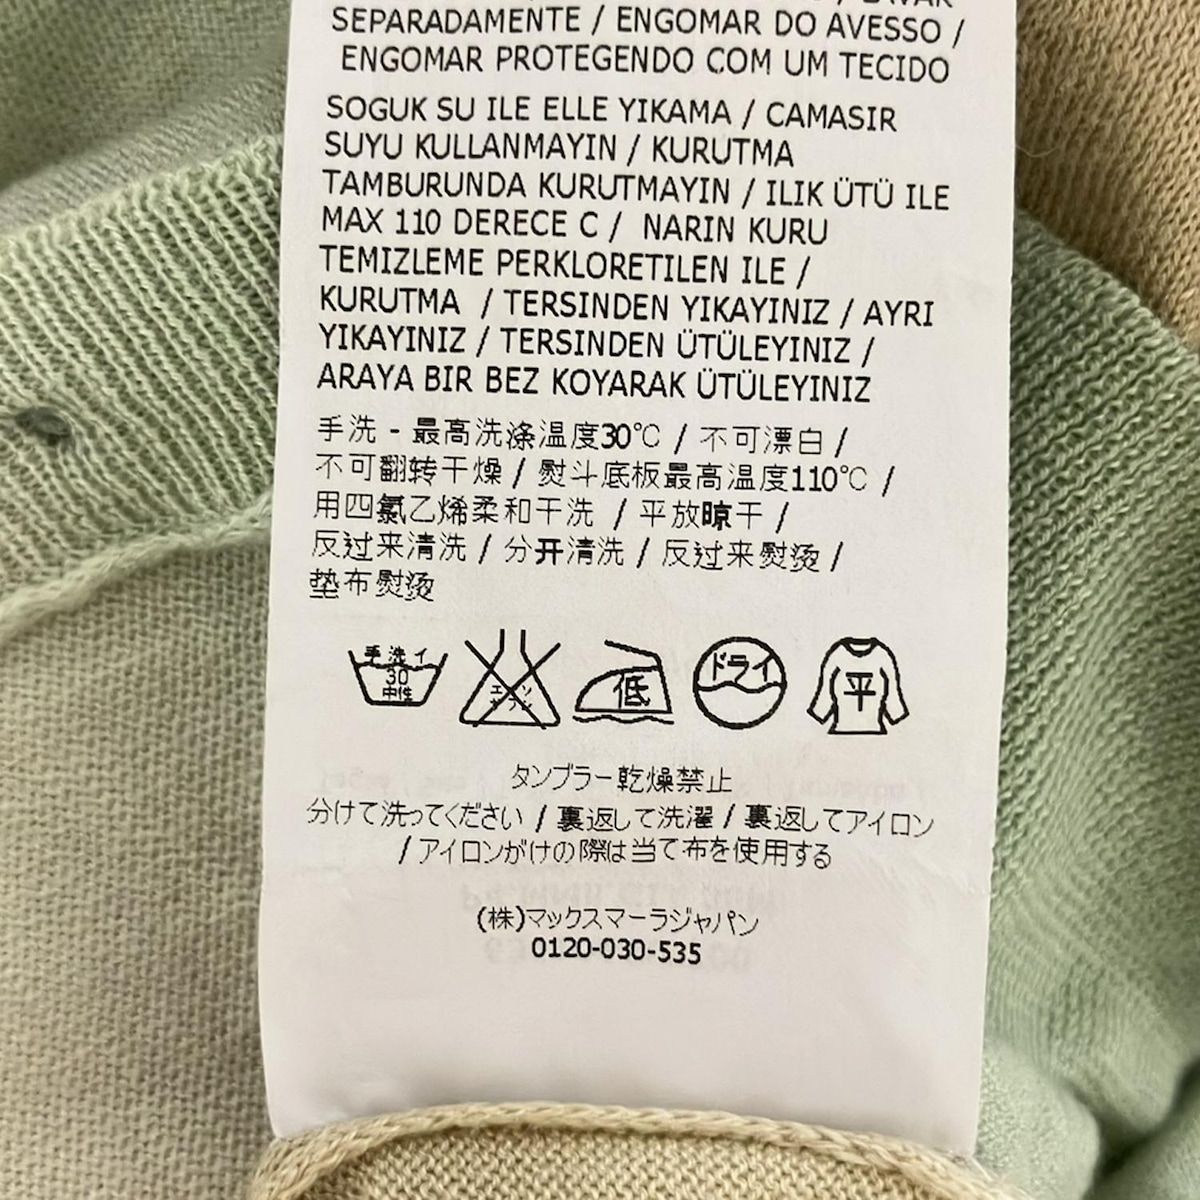 LAVAR
SEPARADAMENTE / ENGOMAR DO AVESSO /
ENGOMAR PROTEGENDO COM UM TECIDO
SOGUK SU ILE ELLE YIKAMA / CAMASIR
SUYU KULLANMAYIN / KURUTMA
TAMBURUNDA KURUTMAYIN / ILIK ÜTÜ ILE
MAX 110 DERECE C / NARIN KURU
TEMIZLEME PERKLORETILEN ILE /
KURUTMA / TERSINDEN YIKAYINIZ / AYRI
YIKAYINIZ / TERSINDEN ÜTÜLEYINIZ /
ARAYA BIR BEZ KOYARAK ÜTÜLEYINIZ
手洗 - 最高洗涤温度30℃ / 不可漂白 /
不可翻转干燥 / 熨斗底板最高温度110℃ /
用四氯乙烯柔和干洗 / 平放晾干 /
反过来清洗 / 分开清洗 / 反过来熨烫 /
垫布熨烫
手洗イ
30
中性
低
ドライ
平
タンブラー乾燥禁止
分けて洗ってください / 裏返して洗濯 / 裏返してアイロン
/ アイロンがけの際は当て布を使用する
(株)マックスマーラジャパン
0120-030-535